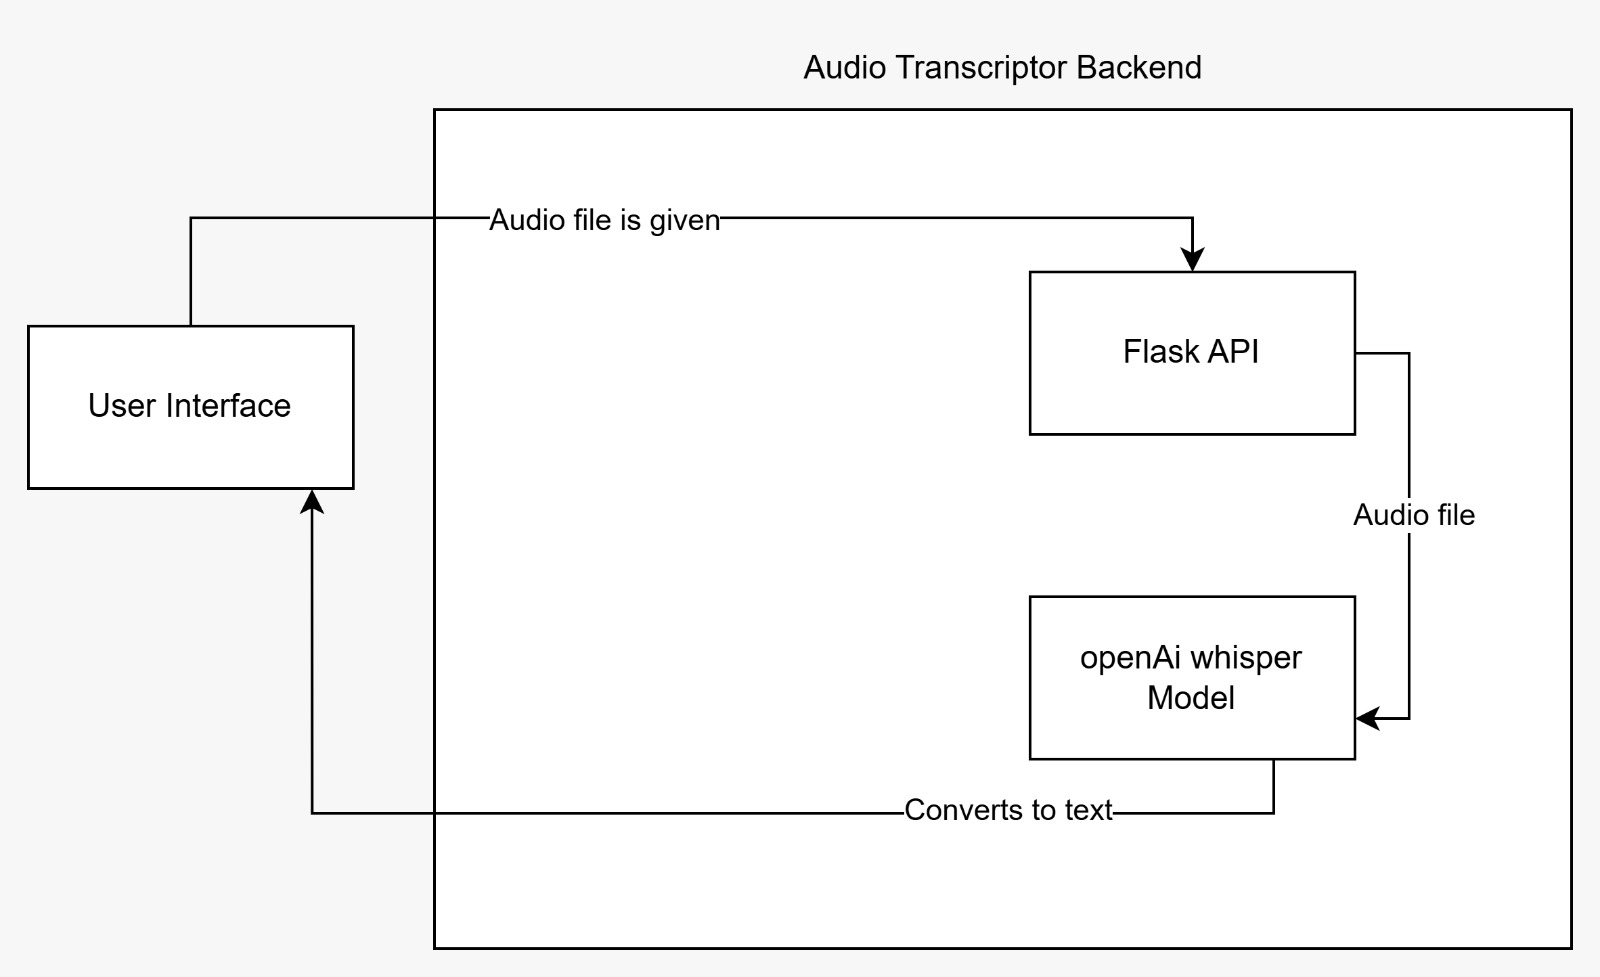 Audio Transcriptor Backend
Audio file is given
Flask API
User Interface
Audio file
openAi whisper
Model
Converts to text